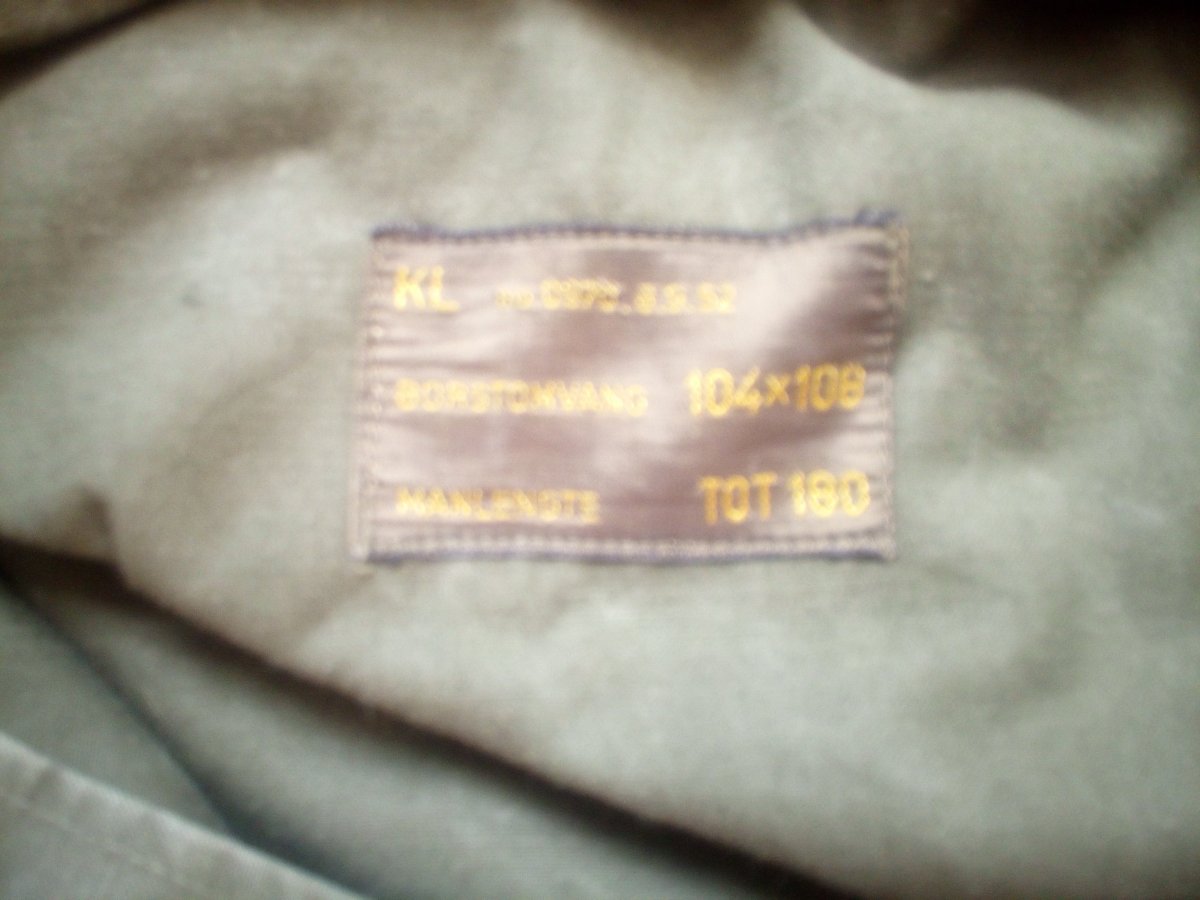 KL
BORSTOMVANG 104×108
MANLENGTE TOT 180